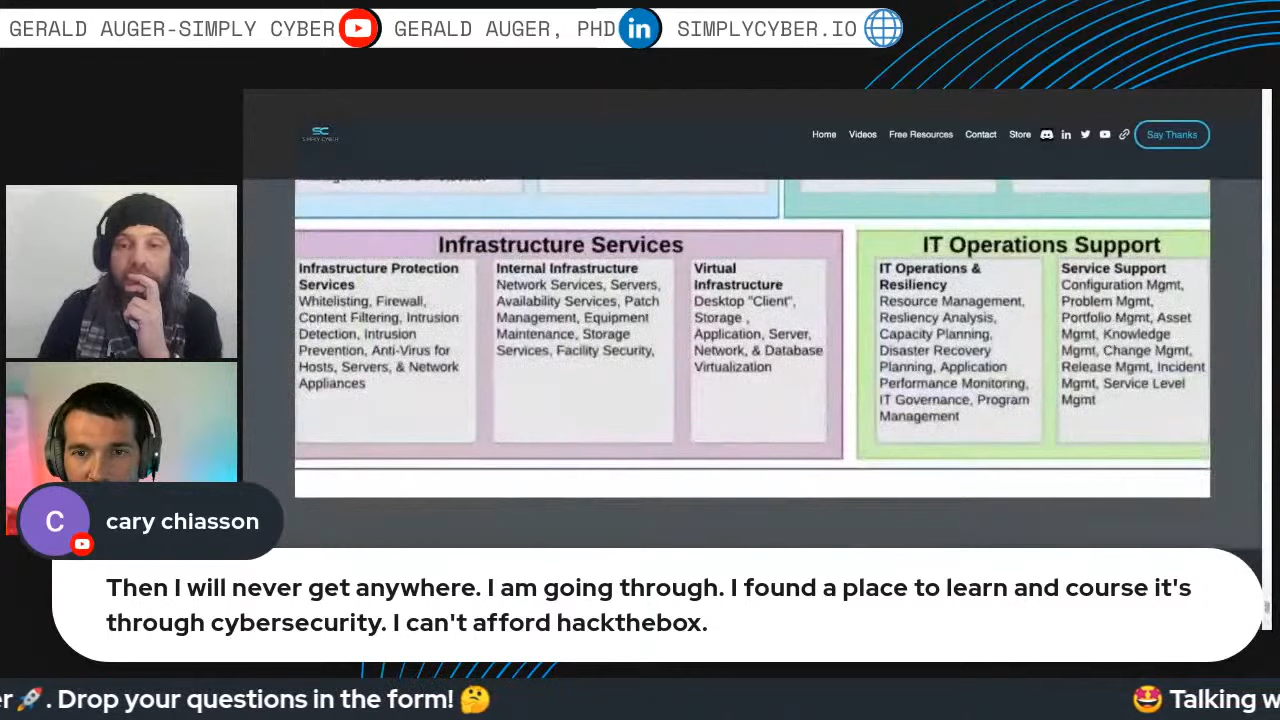 GERALD AUGER-SIMPLY CYBER GERALD AUGER, PHD in SIMPLYCYBER.IO
SC
SIMPLY CYBER
Home Videos Free Resources Contact Store in Say Thanks
Infrastructure Services
Infrastructure Protection
Services
Whitelisting, Firewall,
Content Filtering, Intrusion
Detection, Intrusion
Prevention, Anti-Virus for
Hosts, Servers, & Network
Appliances
Internal Infrastructure
Network Services, Servers,
Availability Services, Patch
Management, Equipment
Maintenance, Storage
Services, Facility Security,
Virtual
Infrastructure
Desktop "Client",
Storage ,
Application, Server,
Network, & Database
Virtualization
IT Operations Support
IT Operations &
Resiliency
Resource Management,
Resliency Analysis,
Capacity Planning,
Disaster Recovery
Planning, Application
Performance Monitoring,
IT Governance, Program
Management
Service Support
Configuration Mgmt,
Problem Mgmt,
Portfolio Mgmt, Asset
Mgmt, Knowledge
Mgmt, Change Mgmt,
Release Mgmt, Incident
Mgmt, Service Level
Mgmt
C cary chiasson
Then I will never get anywhere. I am going through. I found a place to learn and course it's
through cybersecurity. I can't afford hackthebox.
er 🚀. Drop your questions in the form! 🤔 🤩 Talking w